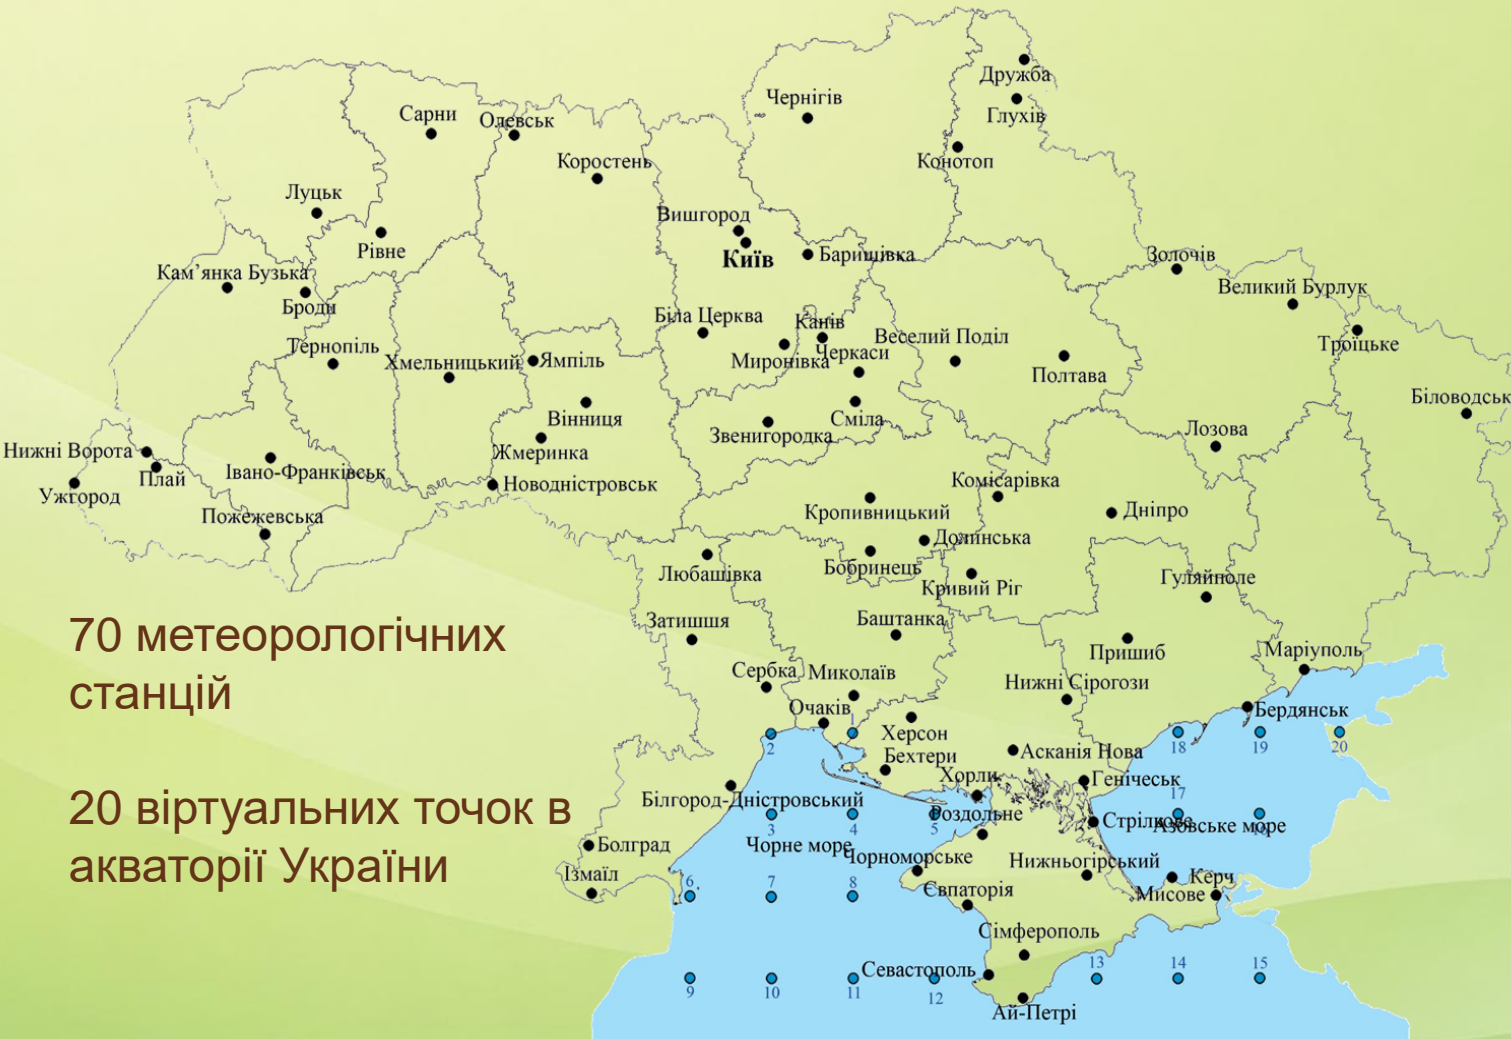 Дружба
Чернігів
Сарни
Олевськ
Глухів
Коростень
Конотоп
Луцьк
Вишгород
Рівне
Київ
Баришівка
Золочів
Кам’янка Бузька
Великий Бурлук
Броди
Біла Церква
Канів
Веселий Поділ
Тернопіль
Хмельницький
Ямпіль
Миронівка
Черкаси
Троїцьке
Полтава
Біловодськ
Вінниця
Сміла
Звенигородка
Лозова
Нижні Ворота
Жмеринка
Плай
Івано-Франківськ
Новодністровськ
Комісарівка
Ужгород
Пожежевська
Кропивницький
Дніпро
Долинська
Любашівка
Бобринець
Кривий Ріг
Гуляйполе
70 метеорологічних
станцій
Затишшя
Баштанка
Пришиб
Маріуполь
Сербка
Миколаїв
Нижні Сірогози
Очаків
Бердянськ
1
2
Херсон
18
19
20
Асканія Нова
Бехтери
Хорли
Генічеськ
20 віртуальних точок в
акваторії України
Білгород-Дністровський
17
3
4
5
Роздольне
Стрілкове
Азовське море
16
Болград
Чорне море
Чорноморське
Нижньогірський
Ізмаїл
6
7
8
Євпаторія
Керч
Мисове
Сімферополь
Севастополь
13
14
15
9
10
11
12
Ай-Петрі